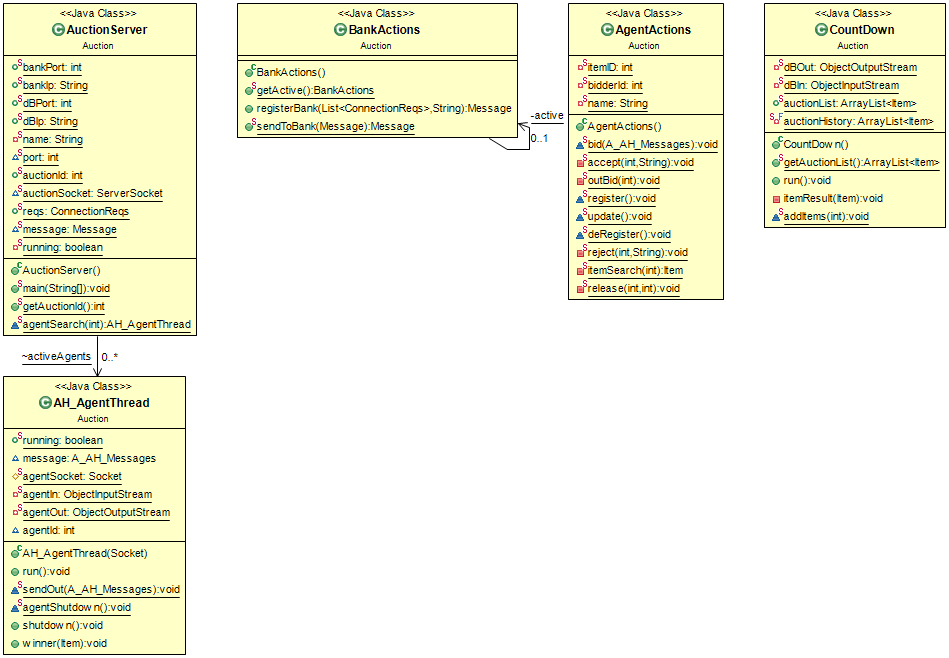 <<Java Class>>
AuctionServer
Auction
bankPort: int
bankIp: String
dBPort: int
dBIp: String
name: String
port: int
auctionId: int
auctionSocket: ServerSocket
reqs: ConnectionReqs
message: Message
running: boolean
AuctionServer()
main(String[]):void
getAuctionId():int
agentSearch(int):AH_AgentThread
~activeAgents 0..*
<<Java Class>>
AH_AgentThread
Auction
running: boolean
message: A_AH_Messages
agentSocket: Socket
agentIn: ObjectInputStream
agentOut: ObjectOutputStream
agentId: int
AH_AgentThread(Socket)
run():void
sendOut(A_AH_Messages):void
agentShutdown():void
shutdown():void
winner(Item):void
<<Java Class>>
BankActions
Auction
BankActions()
getActive():BankActions
registerBank(List<ConnectionReqs>,String):Message
sendToBank(Message):Message
-active
0..1
<<Java Class>>
AgentActions
Auction
itemID: int
bidderId: int
name: String
AgentActions()
bid(A_AH_Messages):void
accept(int,String):void
outBid(int):void
register():void
update():void
deRegister():void
reject(int,String):void
itemSearch(int):Item
release(int,int):void
<<Java Class>>
CountDown
Auction
dBOut: ObjectOutputStream
dBIn: ObjectInputStream
auctionList: ArrayList<Item>
auctionHistory: ArrayList<Item>
CountDown()
getAuctionList():ArrayList<Item>
run():void
itemResult(Item):void
addItems(int):void